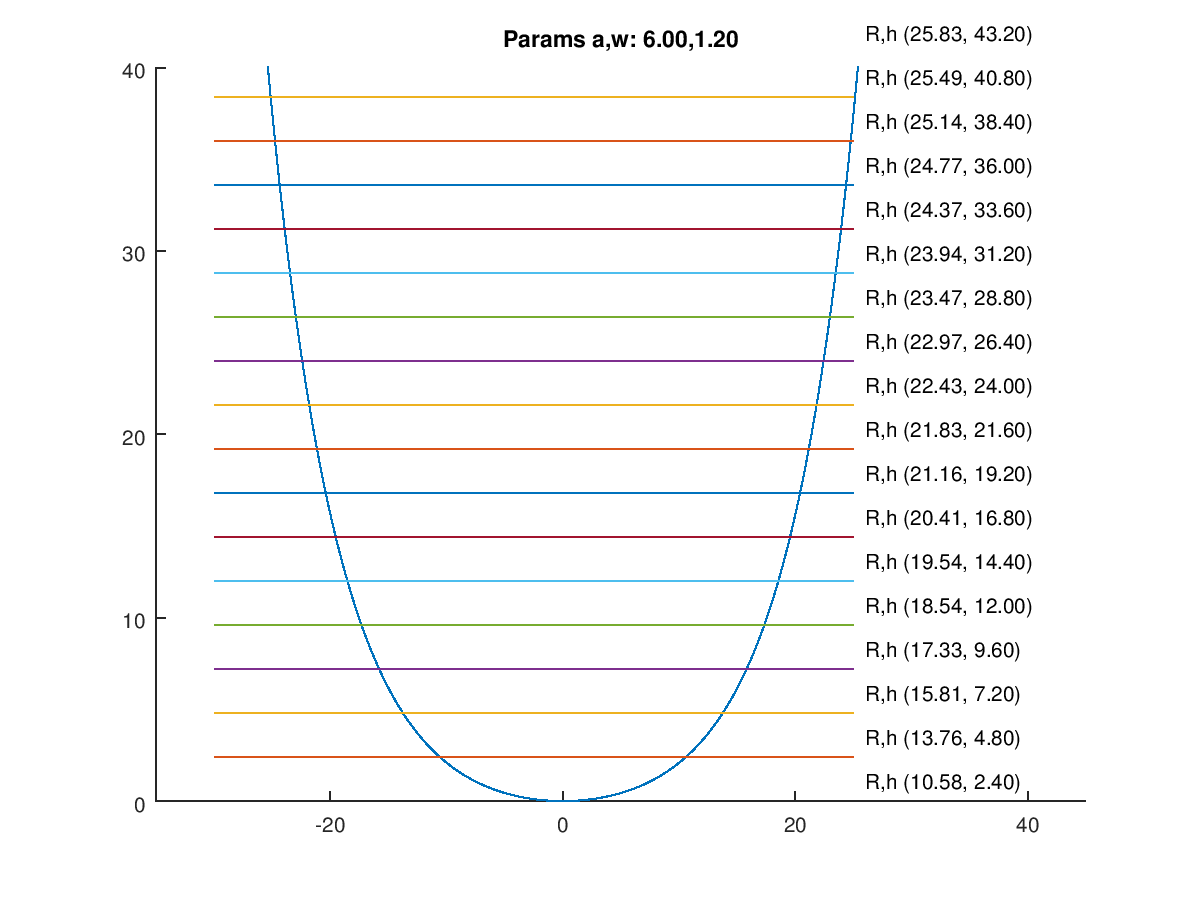 Params a,w: 6.00,1.20
R,h (25.83, 43.20)
R,h (25.49, 40.80)
R,h (25.14, 38.40)
R,h (24.77, 36.00)
R,h (24.37, 33.60)
R,h (23.94, 31.20)
R,h (23.47, 28.80)
R,h (22.97, 26.40)
R,h (22.43, 24.00)
R,h (21.83, 21.60)
R,h (21.16, 19.20)
R,h (20.41, 16.80)
R,h (19.54, 14.40)
R,h (18.54, 12.00)
R,h (17.33, 9.60)
R,h (15.81, 7.20)
R,h (13.76, 4.80)
R,h (10.58, 2.40)
40
30
20
10
0
-20 0 20 40